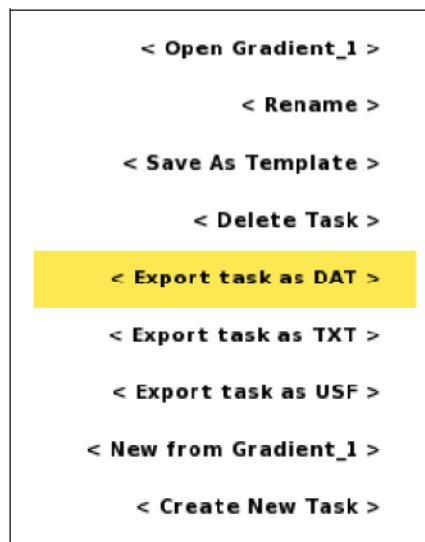 < Open Gradient_1 >
< Rename >
< Save As Template >
< Delete Task >
< Export task as DAT >
< Export task as TXT >
< Export task as USF >
< New from Gradient_1 >
< Create New Task >